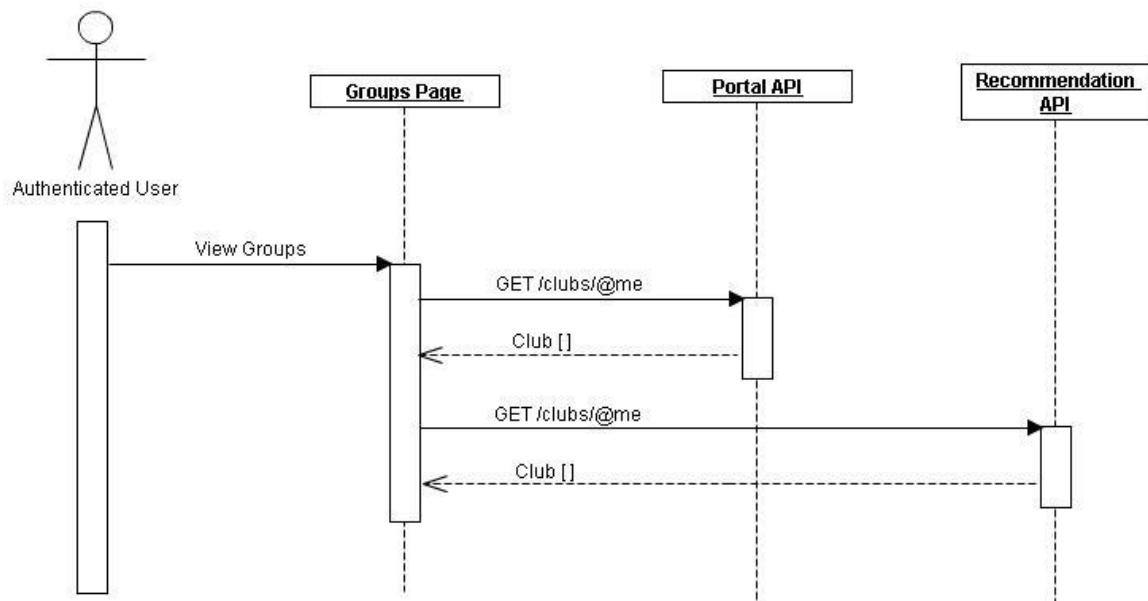 Groups Page
Portal API
Recommendation
API
Authenticated User
View Groups
GET /clubs/@me
Club [ ]
GET /clubs/@me
Club [ ]